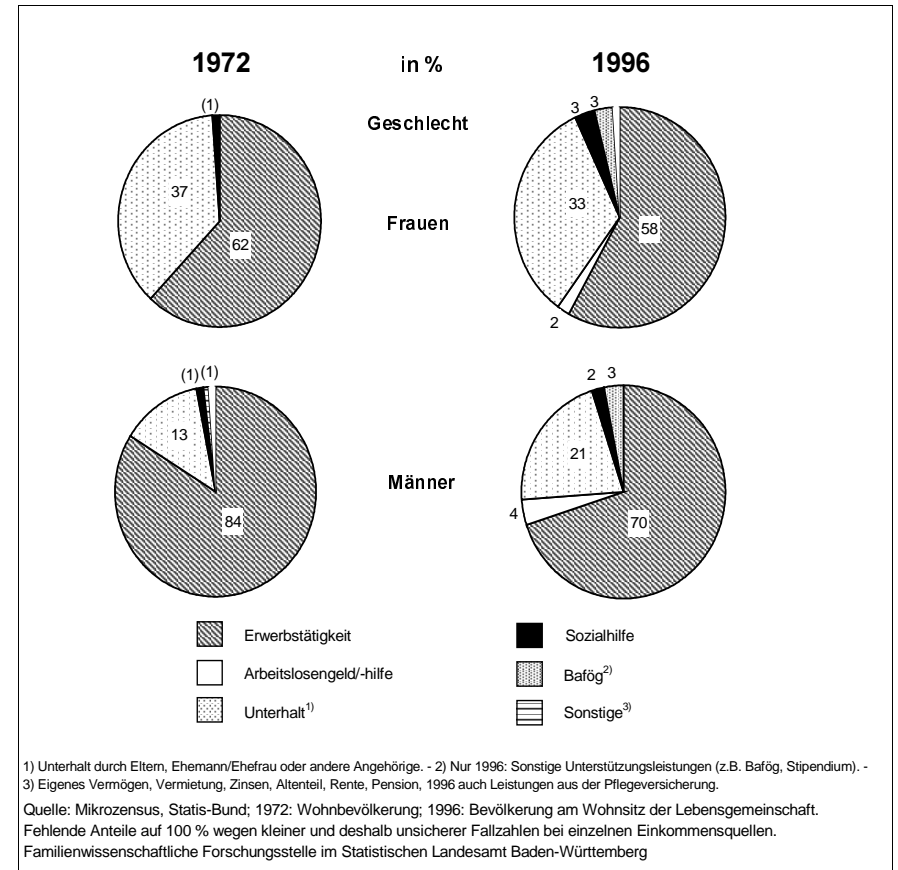 1972 in % 1996
Geschlecht
(1)
37
62
Frauen
3 3
33
58
2
(1) (1)
13
84
Männer
2 3
21
4
70
Erwerbstätigkeit
Arbeitslosengeld/-hilfe
Unterhalt1)
Sozialhilfe
Bafög2)
Sonstige3)
1) Unterhalt durch Eltern, Ehemann/Ehefrau oder andere Angehörige. - 2) Nur 1996: Sonstige Unterstützungsleistungen (z.B. Bafög, Stipendium). -
3) Eigenes Vermögen, Vermietung, Zinsen, Altenteil, Rente, Pension, 1996 auch Leistungen aus der Pflegeversicherung.
Quelle: Mikrozensus, Statis-Bund; 1972: Wohnbevölkerung; 1996: Bevölkerung am Wohnsitz der Lebensgemeinschaft.
Fehlende Anteile auf 100 % wegen kleiner und deshalb unsicherer Fallzahlen bei einzelnen Einkommensquellen.
Familienwissenschaftliche Forschungsstelle im Statistischen Landesamt Baden-Württemberg